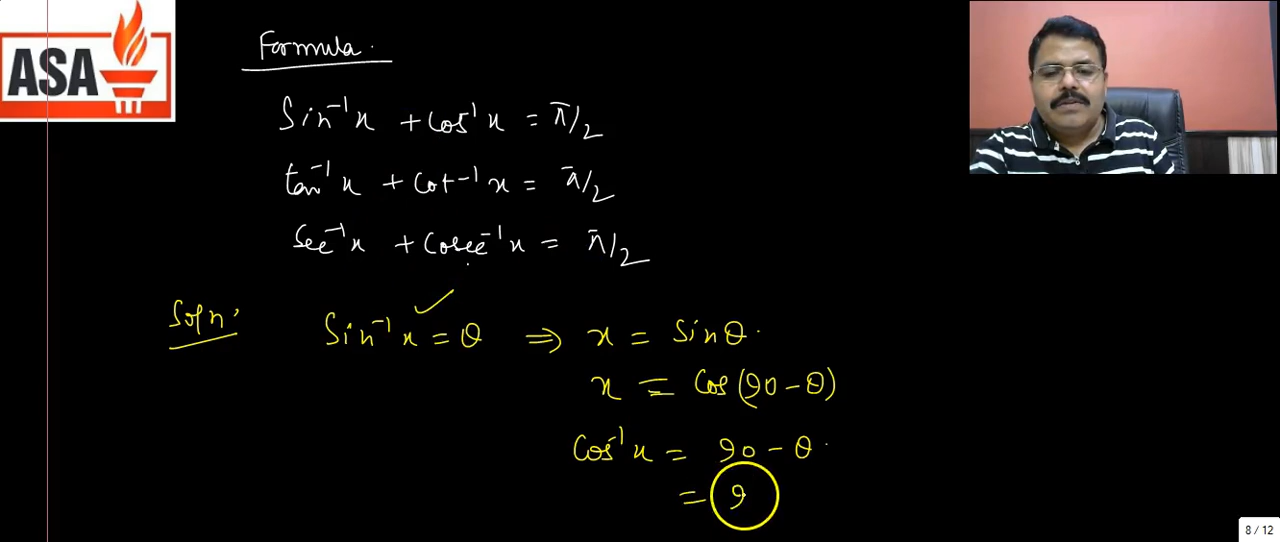 ASA
Formula.
Sin⁻¹x + Cos⁻¹x = π/2
tan⁻¹x + Cot⁻¹x = π/2
Sec⁻¹x + Cosec⁻¹x = π/2
Sol n:
Sin⁻¹x = θ ⇒ x = Sinθ.
x = Cos(90 - θ)
Cos⁻¹x = 90 - θ.
= 9
8 / 12